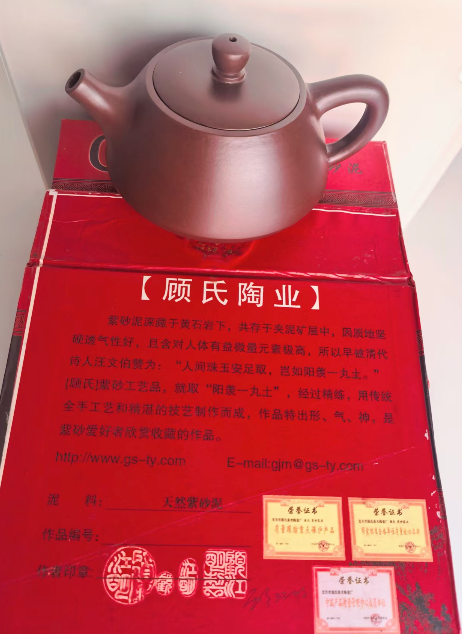 【顾氏陶业】
紫砂泥深藏于黄石岩下，共存于夹泥矿层中，因质地坚
硬透气性好，且含对人体有益微量元素极高，所以早被清代
诗人汪文伯赞为：“人间珠玉安足取，岂如阳羡一丸土。”
[顾氏]紫砂工艺品，就取“阳羡一丸土”，经过精练，用传统
全手工艺和精湛的技艺制作而成，作品特出形、气、神，是
紫砂爱好者欣赏收藏的作品。
http://www.gs-ty.com E-mail:gjm@gs-ty.com
泥 料: 天然紫砂泥
作品编号:
作者印章:
荣誉证书
荣誉证书
荣誉证书